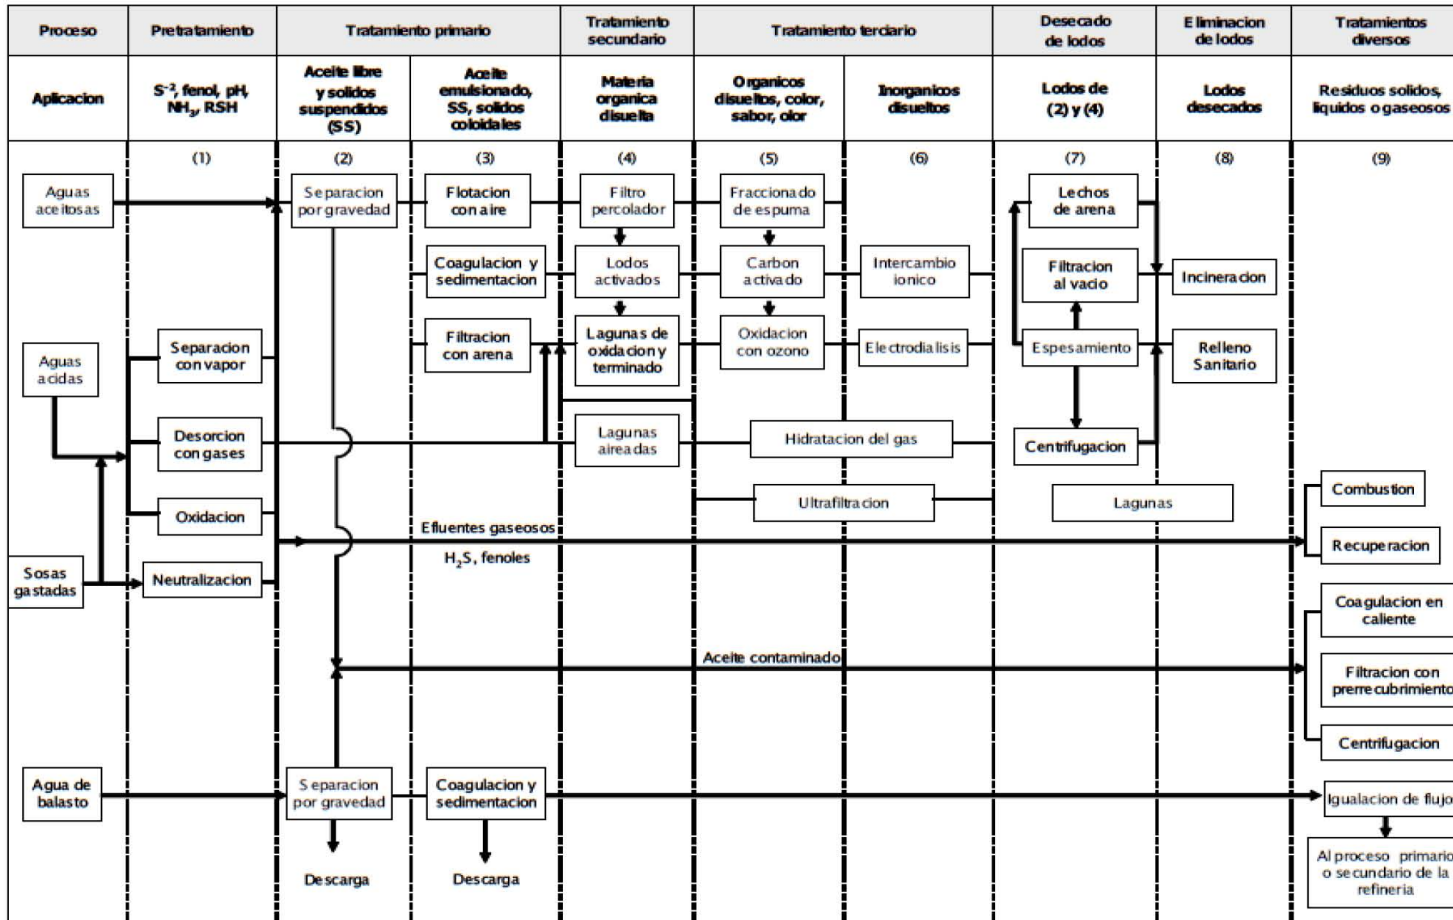 Proceso
Pretratamiento
Tratamiento primario
Tratamiento
secundario
Tratamiento terciario
Desecado
de lodos
Eliminacion
de lodos
Tratamientos
diversos
Aplicacion
S⁻², fenol, pH,
NH₃, RSH
Aceite libre
y solidos
suspendidos
(SS)
Aceite
emulsionado,
SS, solidos
coloidales
Materia
organica
disuelta
Organicos
disueltos, color,
sabor, olor
Inorganicos
disueltos
Lodos de
(2) y (4)
Lodos
desecados
Residuos solidos,
liquidos o gaseosos
(1)
(2)
(3)
(4)
(5)
(6)
(7)
(8)
(9)
Aguas
aceitosas
Separacion
por gravedad
Flotacion
con aire
Filtro
percolador
Fraccionado
de espuma
Lechos
de arena
Coagulacion y
sedimentacion
Lodos
activados
Carbon
activado
Intercambio
ionico
Filtracion
al vacio
Incineracion
Aguas
acidas
Separacion
con vapor
Filtracion
con arena
Lagunas de
oxidacion y
terminado
Oxidacion
con ozono
Electrodialisis
Espesamiento
Relleno
Sanitario
Desorcion
con gases
Lagunas
aireadas
Hidratacion del gas
Centrifugacion
Oxidacion
Ultrafiltracion
Lagunas
Combustion
Efluentes gaseosos
H₂S, fenoles
Recuperacion
Sosas
gastadas
Neutralizacion
Coagulacion en
caliente
Aceite contaminado
Filtracion con
prerrecubrimiento
Centrifugacion
Agua de
balasto
Separacion
por gravedad
Coagulacion y
sedimentacion
Igualacion de flujo
Descarga
Descarga
Al proceso primario
o secundario de la
refineria